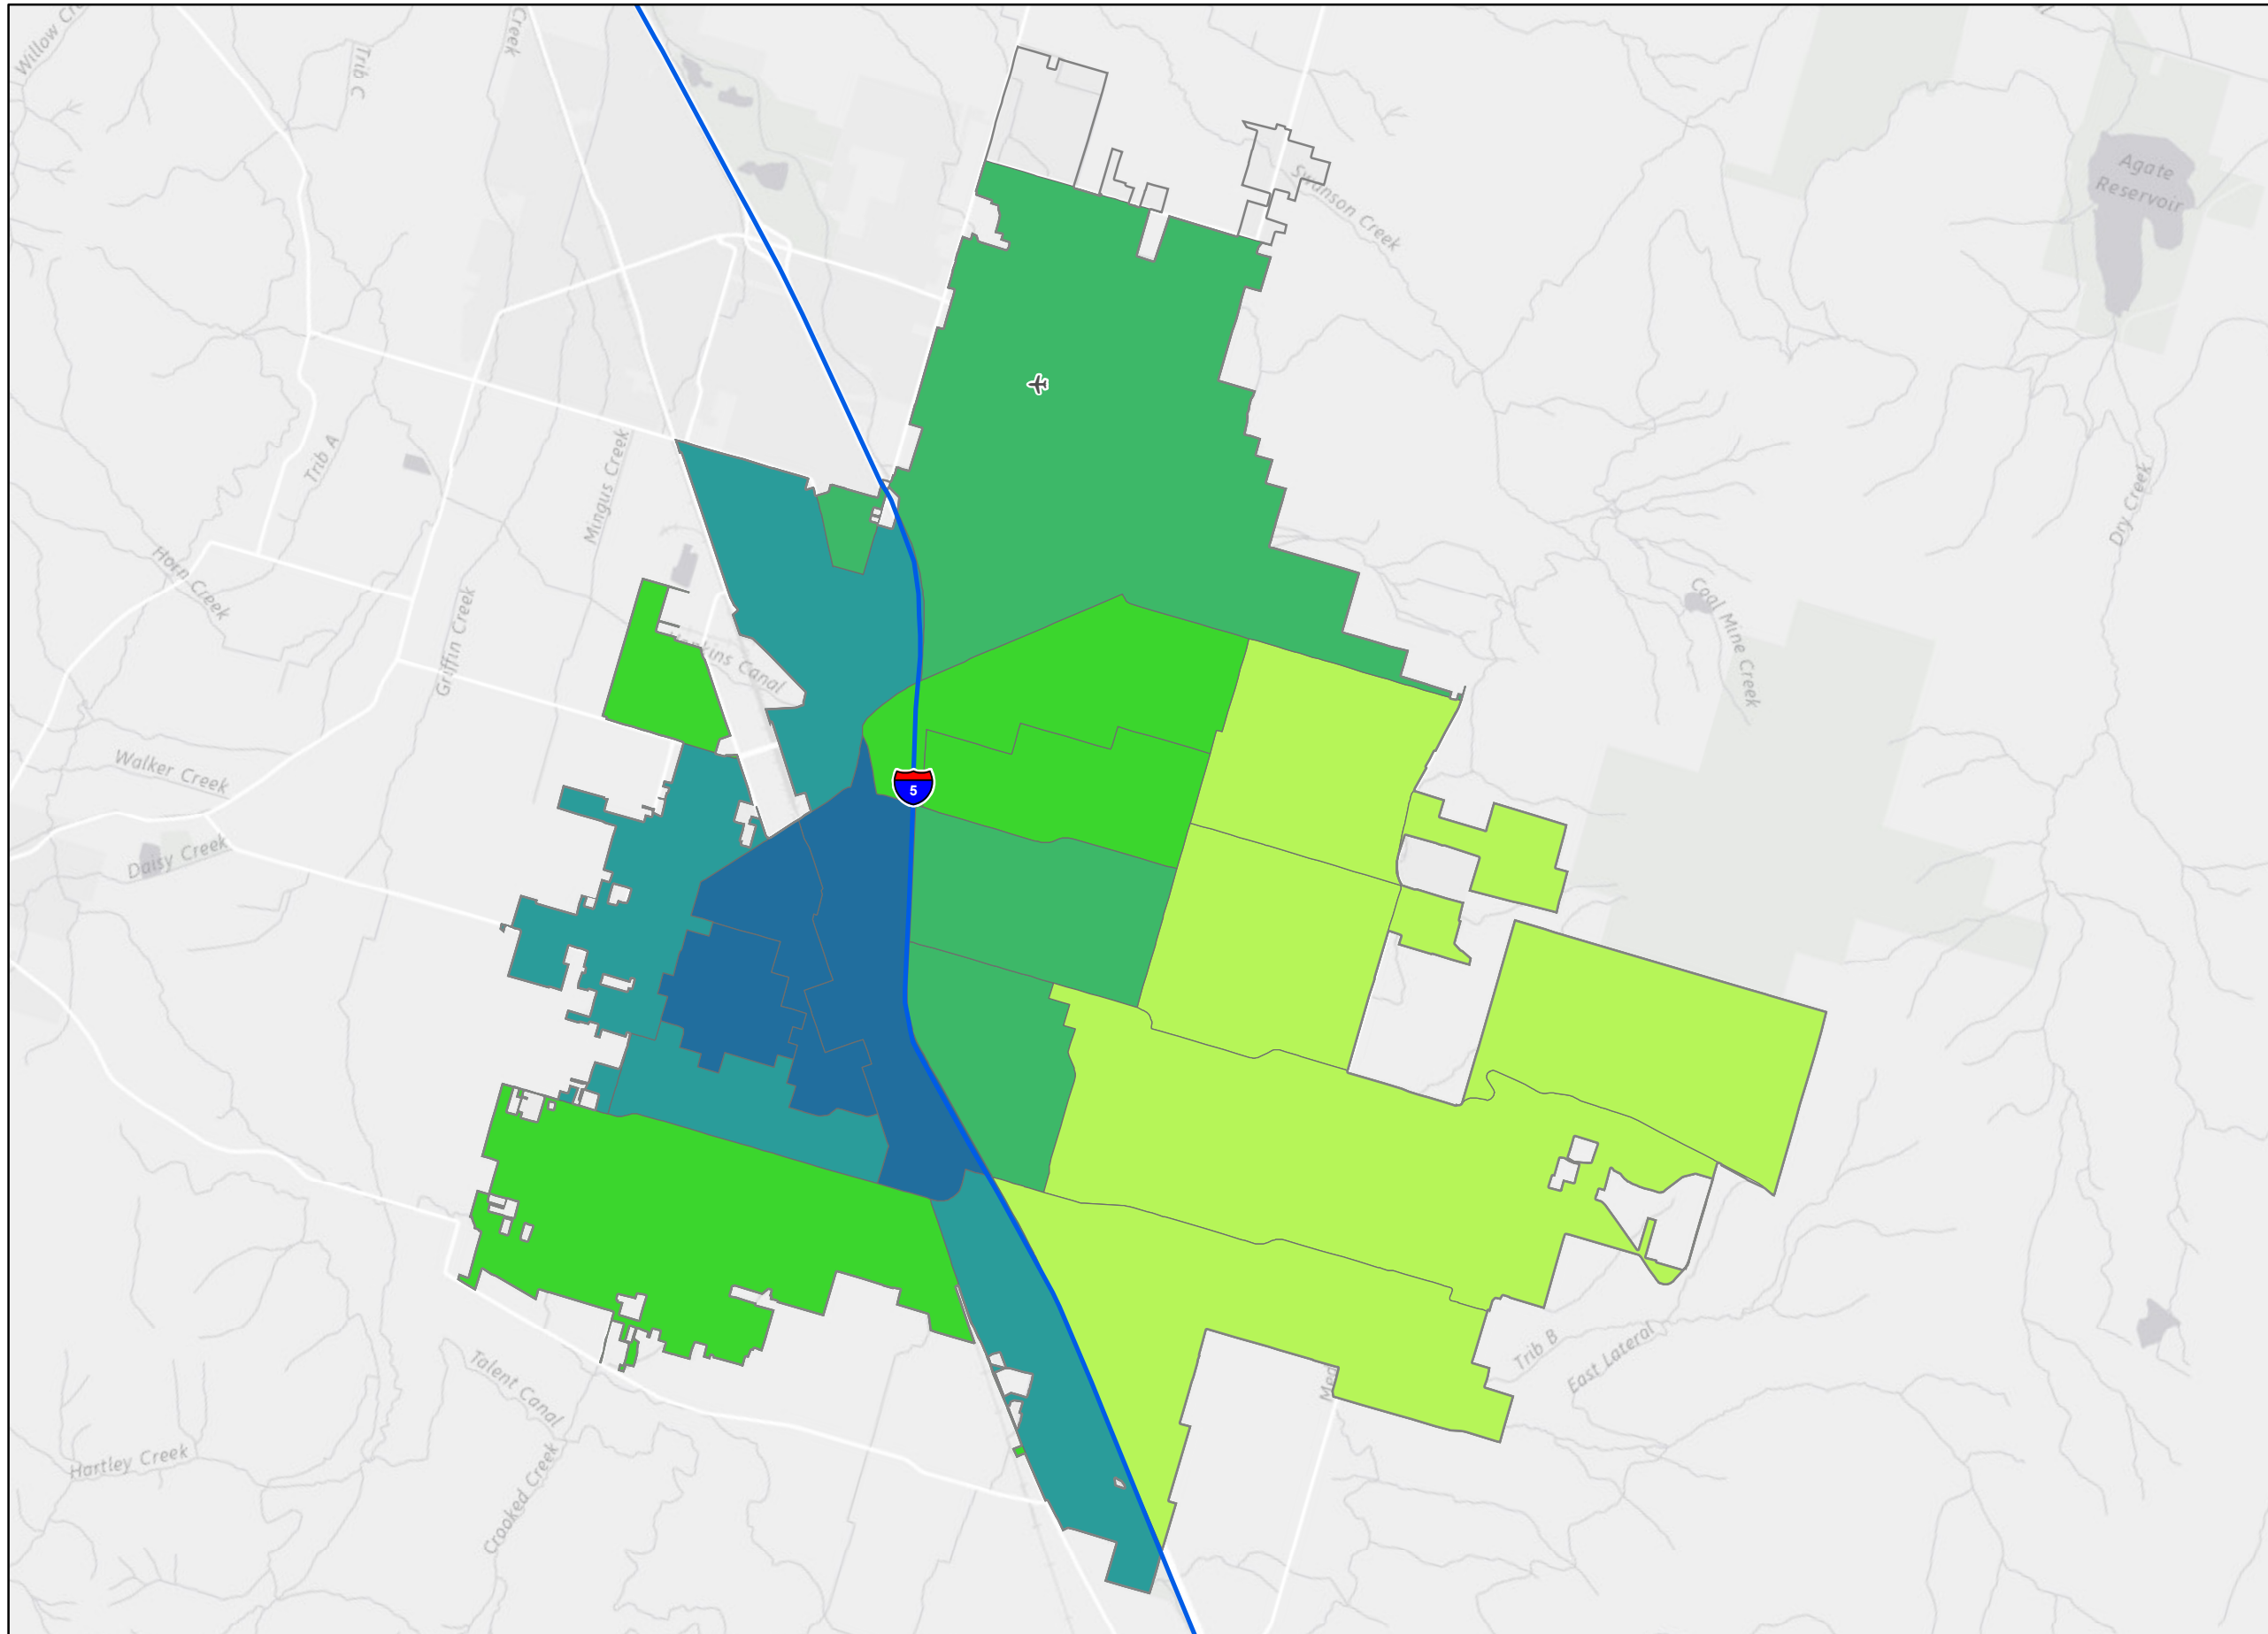 Willow Cr
Trib C
Creek
Swanson Creek
Agate
Reservoir
Trib A
Mingus Creek
Dry Creek
Horn Creek
Griffin Creek
Hopkins Canal
Coal Mine Creek
Walker Creek
5
Daisy Creek
Trib B
East Lateral
Talent Canal
Hartley Creek
Crooked Creek